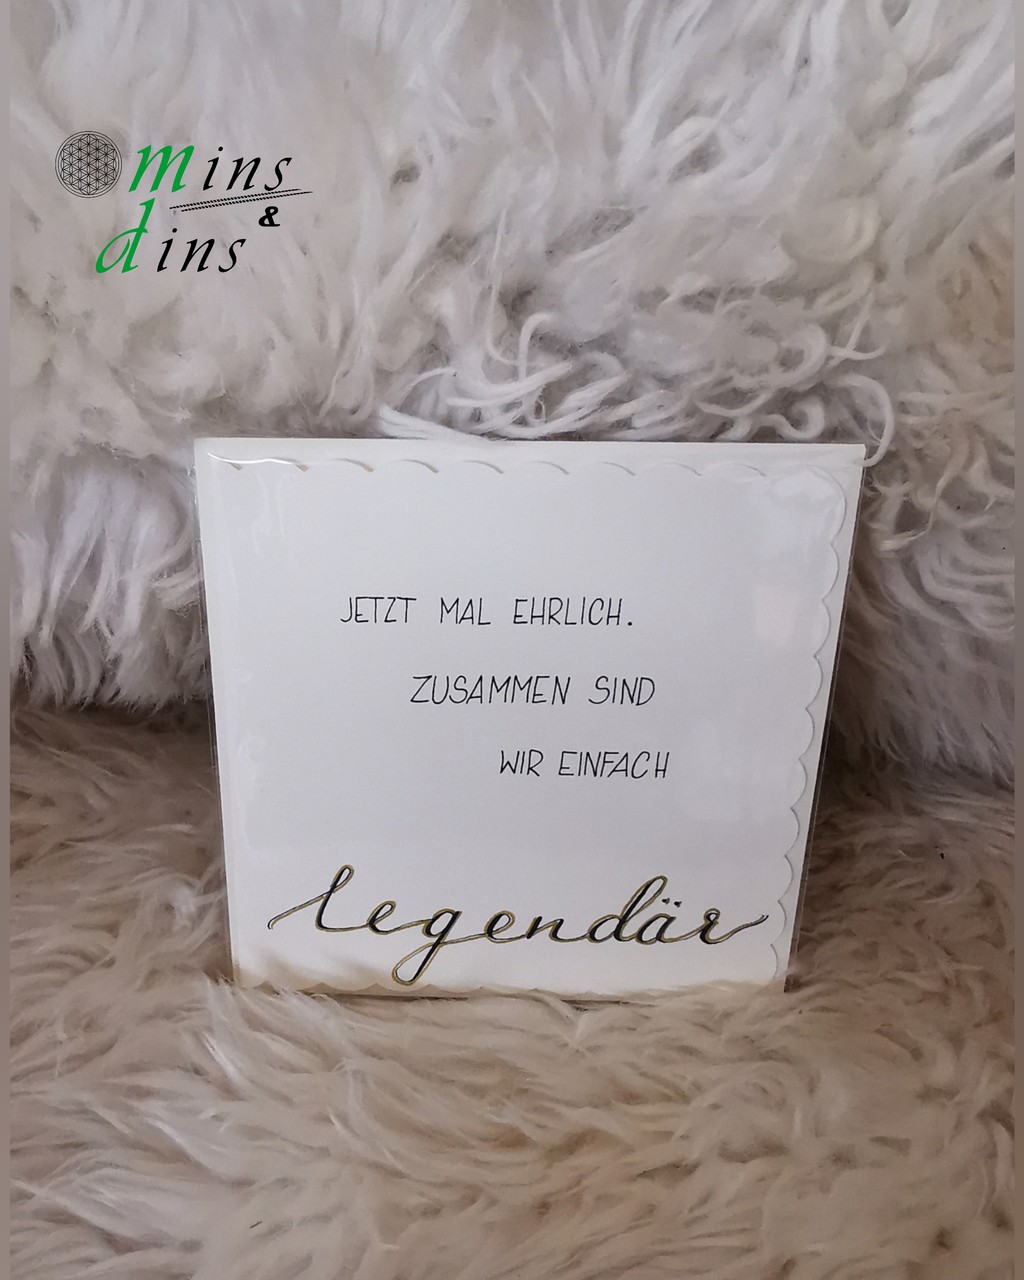 mins
&
dins
JETZT MAL EHRLICH.
ZUSAMMEN SIND
WIR EINFACH
legendär